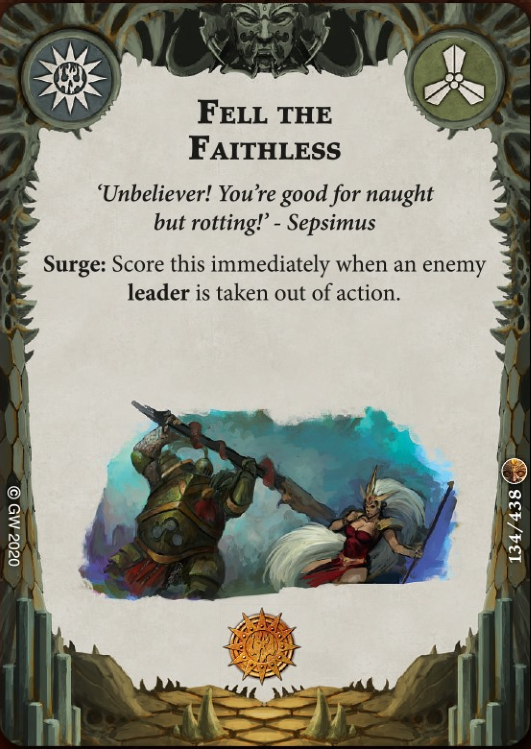 Fell the
Faithless
‘Unbeliever! You’re good for naught
but rotting!’ - Sepsimus
Surge: Score this immediately when an enemy
leader is taken out of action.
© GW 2020
134/438